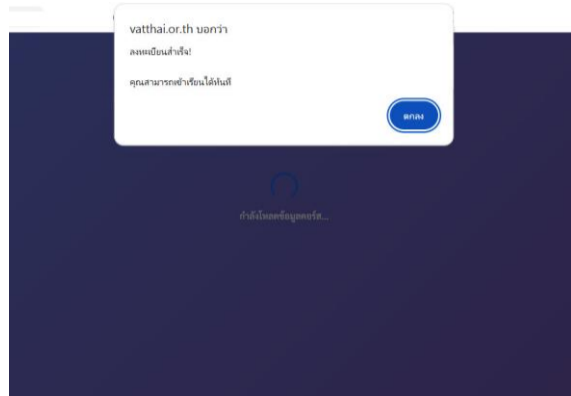 vatthai.or.th บอกว่า
ลงทะเบียนสำเร็จ!
คุณสามารถเข้าเรียนได้ทันที
ตกลง
กำลังโหลดข้อมูลคอร์ส...